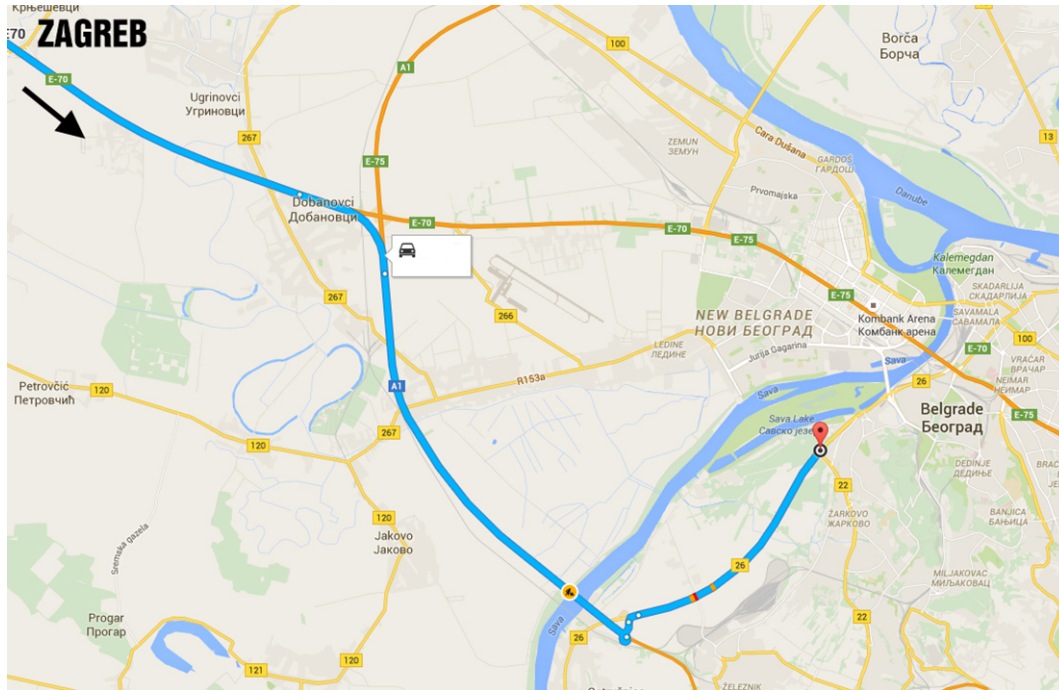 Крњешевци
E70 ZAGREB
E-70
Ugrinovci
Угриновци
267
A1
E-75
100
Borča
Борча
13
ZEMUN
ЗЕМУН
Cara Dušana
GARDOŠ
ГАРДОШ
Prvomajska
Danube
Dobanovci
Добановци
E-70
E-70
E-75
Kalemegdan
Калемегдан
267
266
E-75
SKADARLIJA
СКАДАРЛИЈА
NEW BELGRADE
НОВИ БЕОГРАД
Kombank Arena
Комбанк арена
SAVAMALA
САВАМАЛА
100
LEDINE
ЛЕДИНЕ
Jurija Gagarina
Sava
E-70
VRAČAR
ВРАЧАР
R153a
A1
Sava
26
NEIMAR
НЕИМАР
Petrovčić
Петровчић
120
E-75
Belgrade
Београд
Sava Lake
Савско језе
267
120
DEDINJE
ДЕДИЊЕ
22
120
Jakovo
Јаково
ŽARKOVO
ЖАРКОВО
BANJICA
БАЊИЦА
Sremska gazela
26
MILJAKOVAC
МИЉАКОВАЦ
Progar
Прогар
Sava
26
22
120
121
ŽELEZNIK